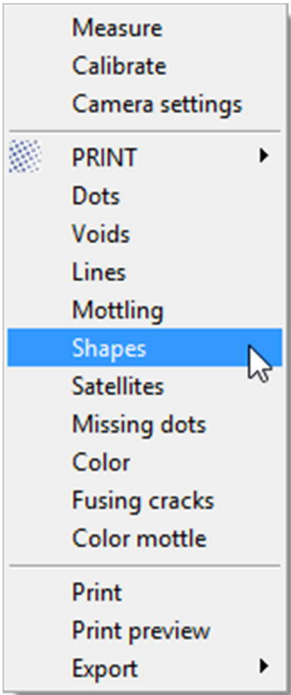 Measure
Calibrate
Camera settings
PRINT
Dots
Voids
Lines
Mottling
Shapes
Satellites
Missing dots
Color
Fusing cracks
Color mottle
Print
Print preview
Export